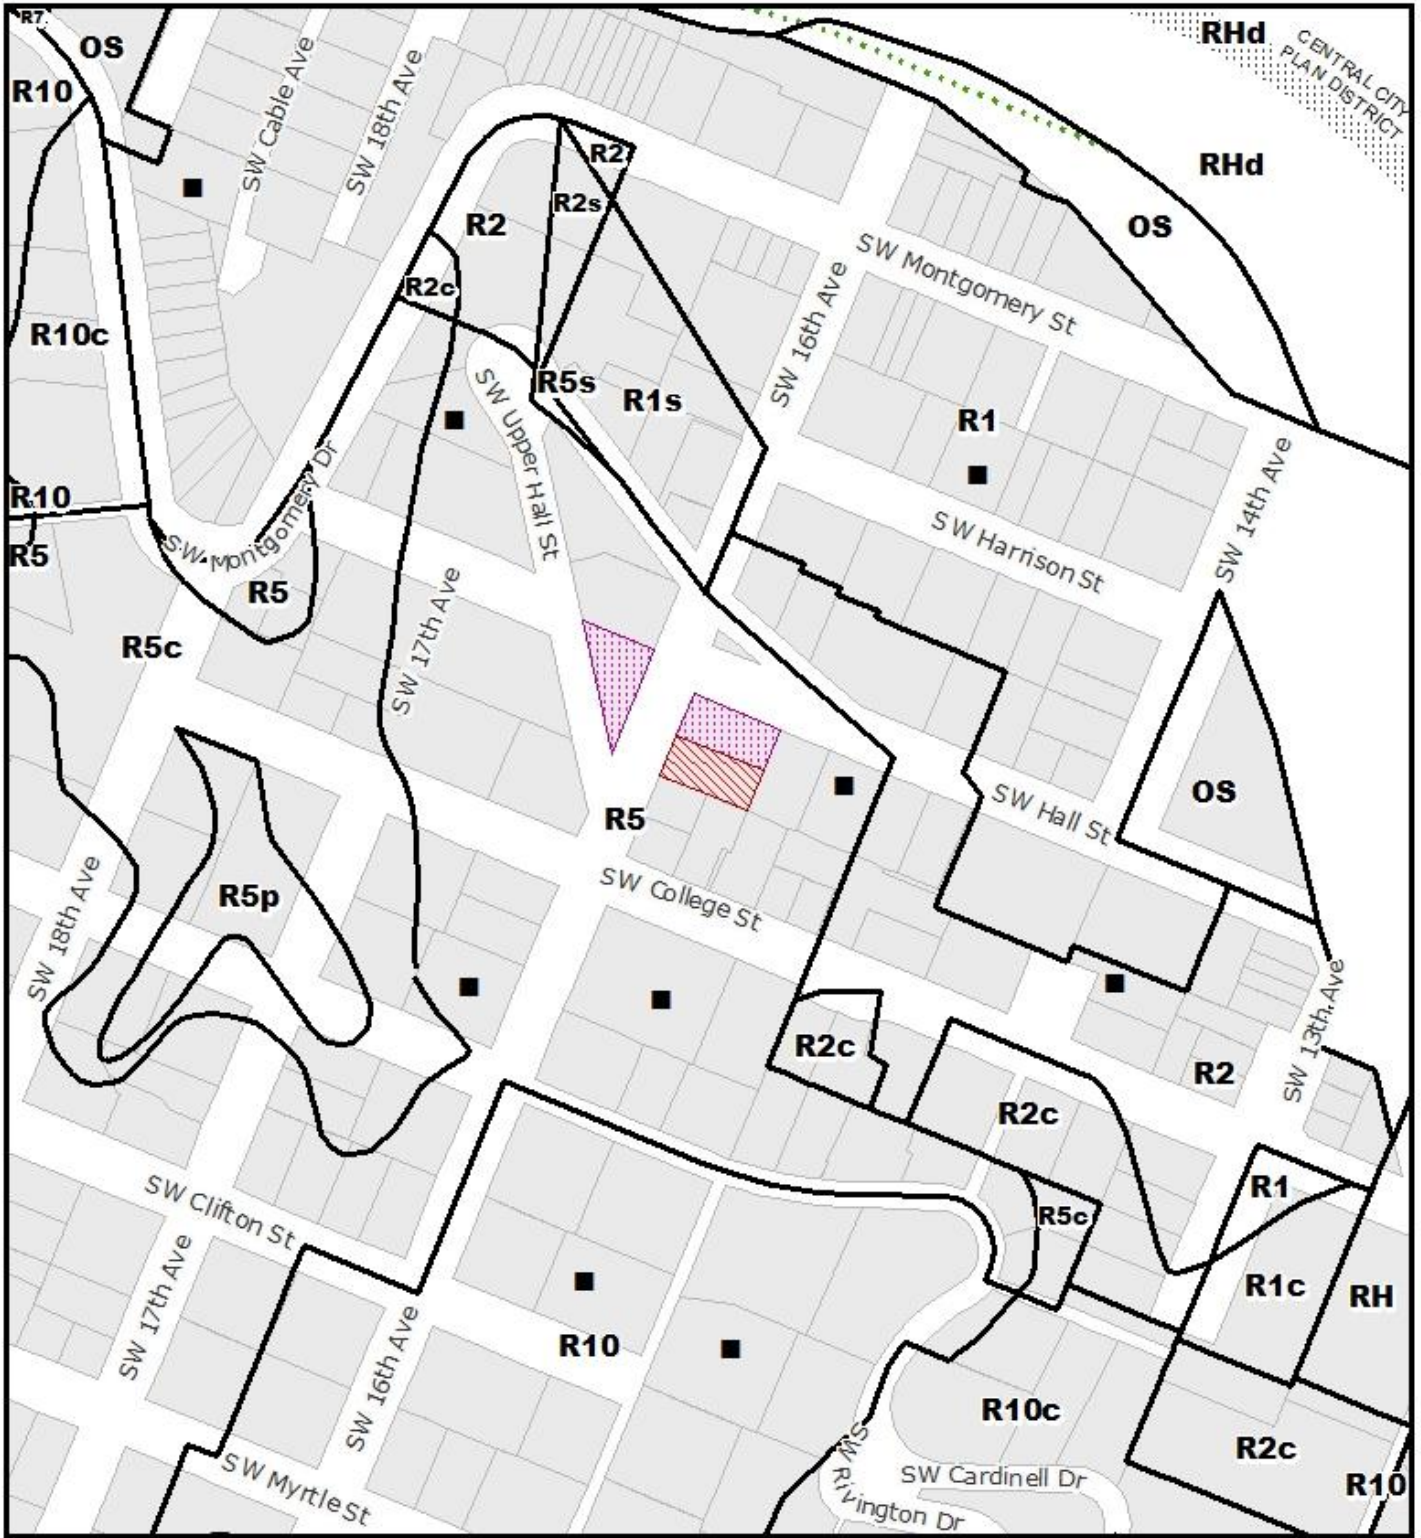 R7
OS
RHd
CENTRAL CITY
PLAN DISTRICT
R10
SW Cable Ave
SW 18th Ave
R2
R2s
RHd
R2
OS
R2c
SW Montgomery St
R10c
SW 16th Ave
R5s
R1s
SW Upper Hall St
R1
R10
SW Montgomery Dr
SW 14th Ave
R5
SW Harrison St
R5
R5c
SW 17th Ave
OS
SW Hall St
R5
R5p
SW College St
SW 18th Ave
SW 13th Ave
R2c
R2
R2c
R1
SW Clifton St
R5c
R1c
RH
SW 17th Ave
R10
SW 16th Ave
R10c
R2c
SW Myrtle St
SW Cardinell Dr
R10
SW Rivington Dr